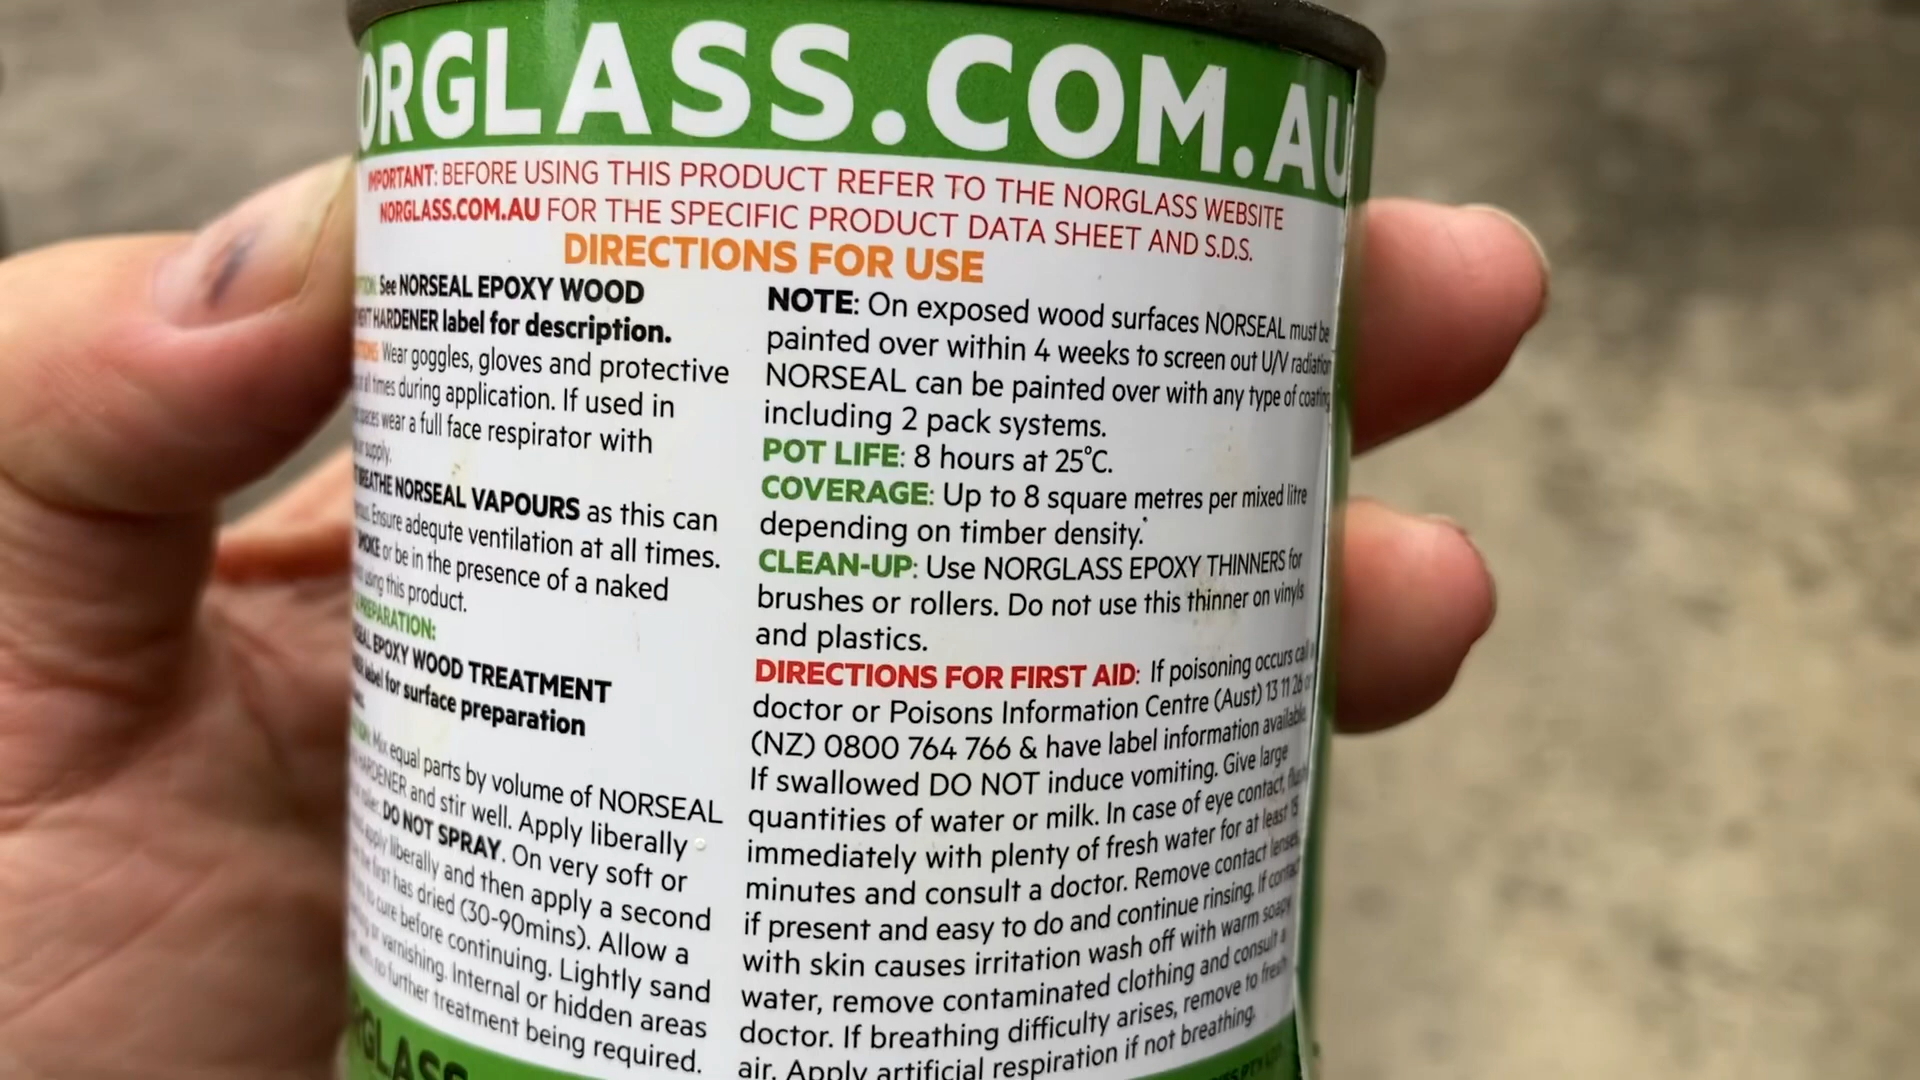 ORGLASS.COM.AU
IMPORTANT: BEFORE USING THIS PRODUCT REFER TO THE NORGLASS WEBSITE
NORGLASS.COM.AU FOR THE SPECIFIC PRODUCT DATA SHEET AND S.D.S.
DIRECTIONS FOR USE
See NORSEAL EPOXY WOOD
HARDENER label for description.
Wear goggles, gloves and protective
at all times during application. If used in
wear a full face respirator with
supply.
BREATHE NORSEAL VAPOURS as this can
Ensure adequte ventilation at all times.
SMOKE or be in the presence of a naked
using this product.
PREPARATION:
EPOXY WOOD TREATMENT
label for surface preparation
Mix equal parts by volume of NORSEAL
HARDENER and stir well. Apply liberally
DO NOT SPRAY. On very soft or
apply liberally and then apply a second
the first has dried (30-90mins). Allow a
to cure before continuing. Lightly sand
or varnishing. Internal or hidden areas
no further treatment being required.
NOTE: On exposed wood surfaces NORSEAL must be
painted over within 4 weeks to screen out U/V radiation
NORSEAL can be painted over with any type of coating
including 2 pack systems.
POT LIFE: 8 hours at 25°C.
COVERAGE: Up to 8 square metres per mixed litre
depending on timber density.
CLEAN-UP: Use NORGLASS EPOXY THINNERS for
brushes or rollers. Do not use this thinner on vinyls
and plastics.
DIRECTIONS FOR FIRST AID: If poisoning occurs call
doctor or Poisons Information Centre (Aust) 13 11 26 or
(NZ) 0800 764 766 & have label information available.
If swallowed DO NOT induce vomiting. Give large
quantities of water or milk. In case of eye contact, flush
immediately with plenty of fresh water for at least 15
minutes and consult a doctor. Remove contact lenses,
if present and easy to do and continue rinsing. If contact
with skin causes irritation wash off with warm soapy
water, remove contaminated clothing and consult a
doctor. If breathing difficulty arises, remove to fresh
air. Apply artificial respiration if not breathing.
RGLASS